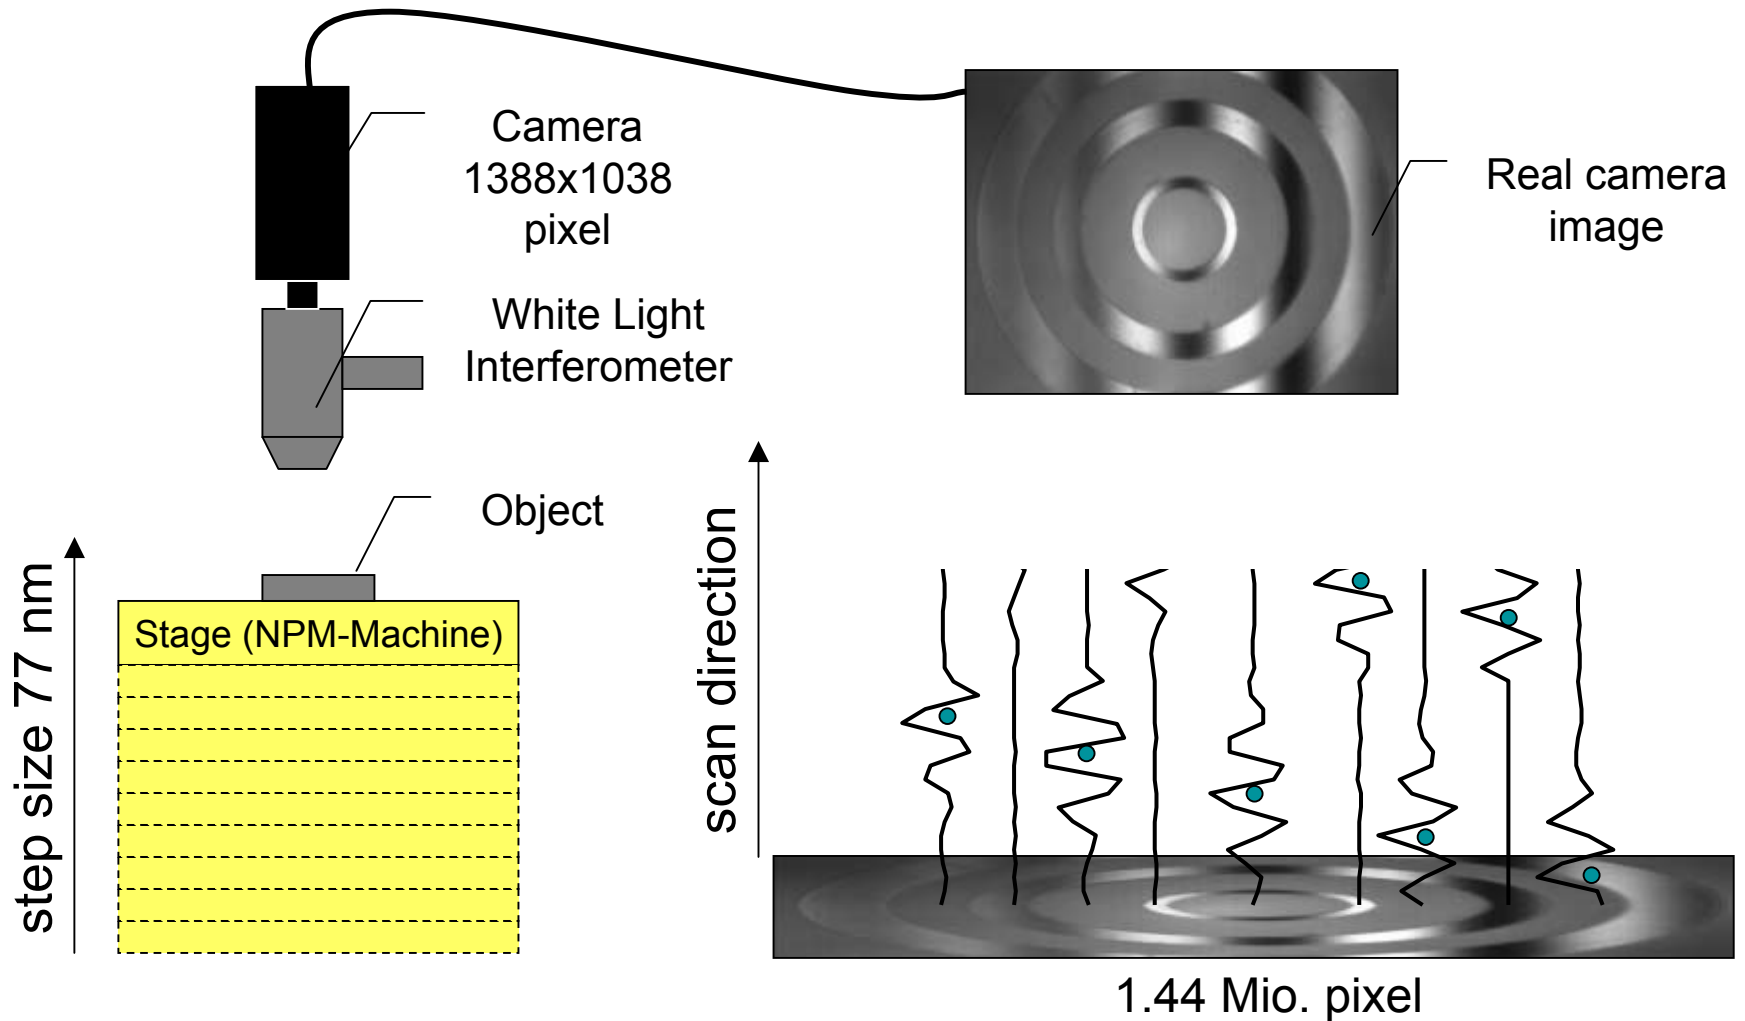 Camera
1388x1038
pixel
Real camera
image
White Light
Interferometer
Object
Stage (NPM-Machine)
step size 77 nm
scan direction
1.44 Mio. pixel